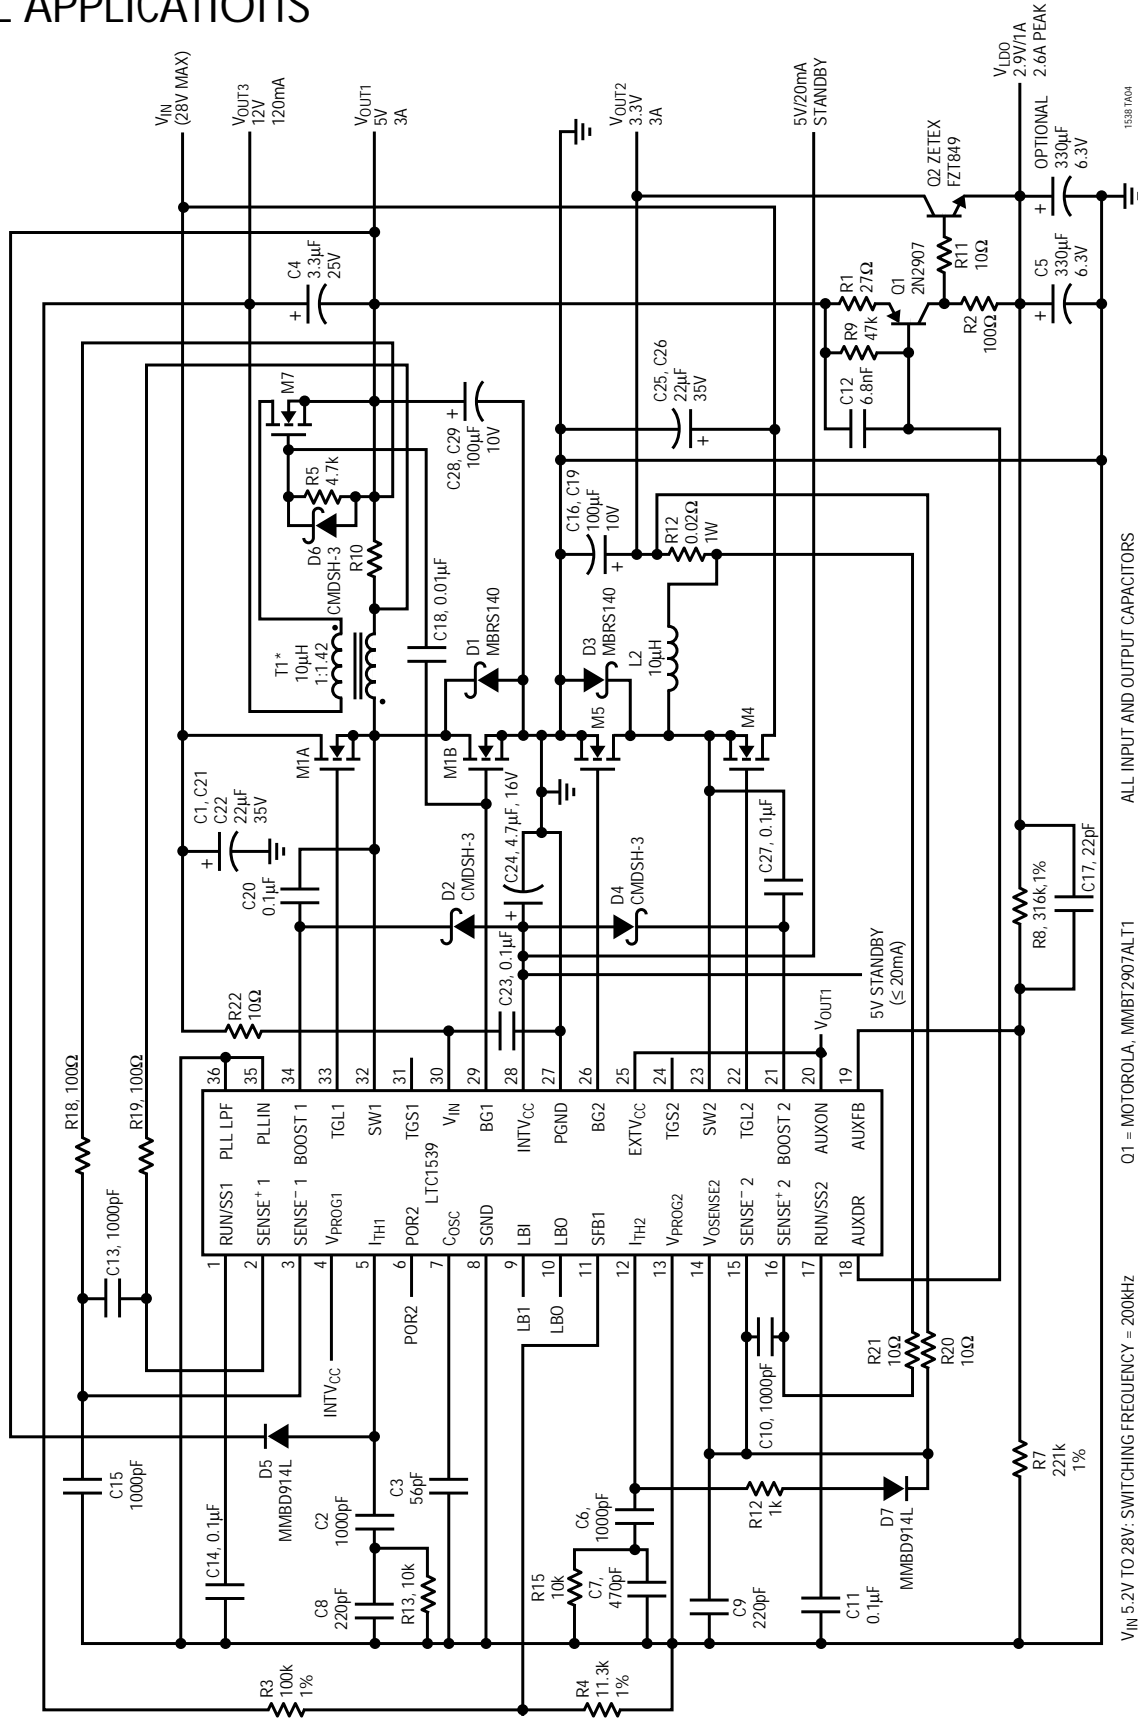 L APPLICATIONS
VIN
(28V MAX)
VOUT3
12V
120mA
VOUT1
5V
3A
VOUT2
3.3V
3A
5V/20mA
STANDBY
VLDO
2.9V/1A
2.6A PEAK
1538 TA04
C4
3.3µF
25V
+
Q2 ZETEX
FZT849
OPTIONAL
330µF
6.3V
+
R11
10Ω
R1
27Ω
Q1
2N2907
R9
47k
C12
6.8nF
R2
100Ω
C5
330µF
6.3V
+
M7
R5
4.7k
D6
CMDSH-3
R10
C28, C29
100µF
10V
+
C25, C26
22µF
35V
+
C16, C19
100µF
10V
+
R12
0.02Ω
1W
T1*
10µH
1:1.42
C18, 0.01µF
D1
MBRS140
D3
MBRS140
L2
10µH
M1A
M1B
M5
M4
C1, C21
C22
22µF
35V
+
C20
0.1µF
D2
CMDSH-3
C24, 4.7µF, 16V
+
D4
CMDSH-3
C27, 0.1µF
R22
10Ω
C23, 0.1µF
5V STANDBY
(≤ 20mA)
VOUT1
R8, 316k,1%
C17, 22pF
R18, 100Ω
R19, 100Ω
C13, 1000pF
36
35
34
33
32
31
30
29
28
27
26
25
24
23
22
21
20
19
PLL LPF
PLLIN
BOOST 1
TGL1
SW1
TGS1
VIN
BG1
INTVCC
PGND
BG2
EXTVCC
TGS2
SW2
TGL2
BOOST 2
AUXON
AUXFB
LTC1539
RUN/SS1
SENSE+ 1
SENSE– 1
VPROG1
ITH1
POR2
COSC
SGND
LBI
LBO
SFB1
ITH2
VPROG2
VOSENSE2
SENSE– 2
SENSE+ 2
RUN/SS2
AUXDR
1
2
3
4
5
6
7
8
9
10
11
12
13
14
15
16
17
18
INTVCC
POR2
LB1
LBO
C10, 1000pF
R21
10Ω
R20
10Ω
C15
1000pF
D5
MMBD914L
C14, 0.1µF
C2
1000pF
C3
56pF
C8
220pF
R13, 10k
C6,
1000pF
R15
10k
C7,
470pF
R12
1k
D7
MMBD914L
C9
220pF
C11
0.1µF
R7
221k
1%
R3
100k
1%
R4
11.3k
1%
VIN 5.2V TO 28V: SWITCHING FREQUENCY = 200kHz
Q1 = MOTOROLA, MMBT2907ALT1
ALL INPUT AND OUTPUT CAPACITORS